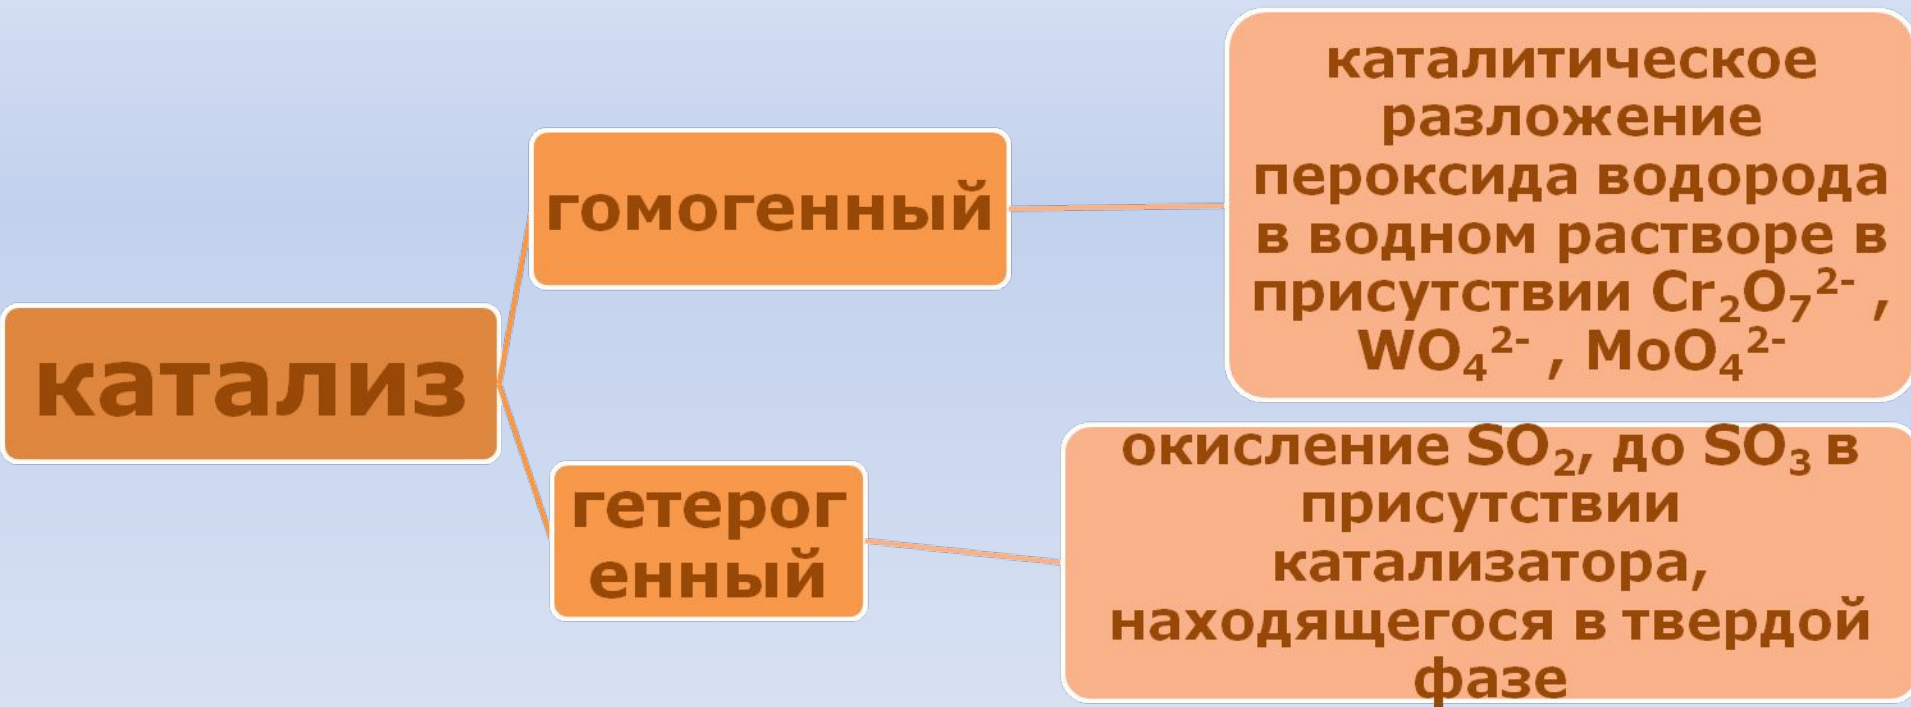 катализ
гомогенный
каталитическое
разложение
пероксида водорода
в водном растворе в
присутствии Cr₂O₇²⁻ ,
WO₄²⁻ , MoO₄²⁻
гетерог
енный
окисление SO₂, до SO₃ в
присутствии
катализатора,
находящегося в твердой
фазе